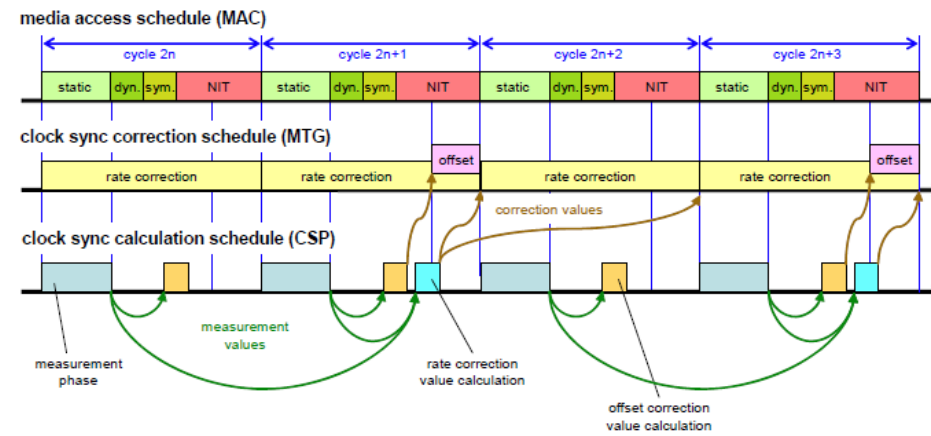 media access schedule (MAC)
cycle 2n
cycle 2n+1
cycle 2n+2
cycle 2n+3
static
dyn.
sym.
NIT
static
dyn.
sym.
NIT
static
dyn.
sym.
NIT
static
dyn.
sym.
NIT
clock sync correction schedule (MTG)
offset
offset
rate correction
rate correction
rate correction
rate correction
correction values
clock sync calculation schedule (CSP)
measurement
values
measurement
phase
rate correction
value calculation
offset correction
value calculation